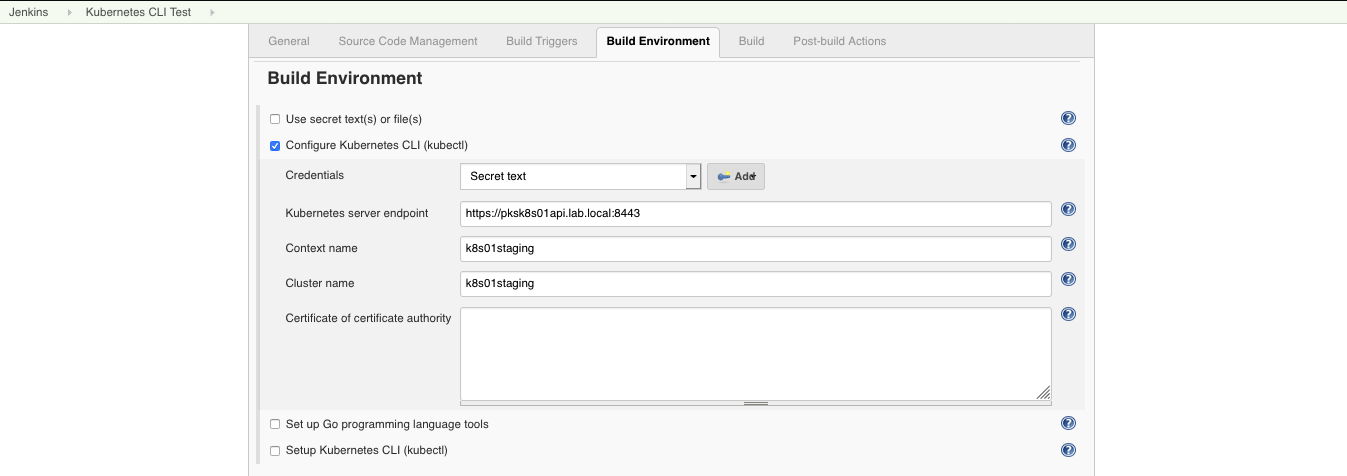 Jenkins Kubernetes CLI Test
General Source Code Management Build Triggers Build Environment Build Post-build Actions
Build Environment
Use secret text(s) or file(s)
Configure Kubernetes CLI (kubectl)
Credentials Secret text Add
Kubernetes server endpoint https://pksk8s01api.lab.local:8443
Context name k8s01staging
Cluster name k8s01staging
Certificate of certificate authority
Set up Go programming language tools
Setup Kubernetes CLI (kubectl)